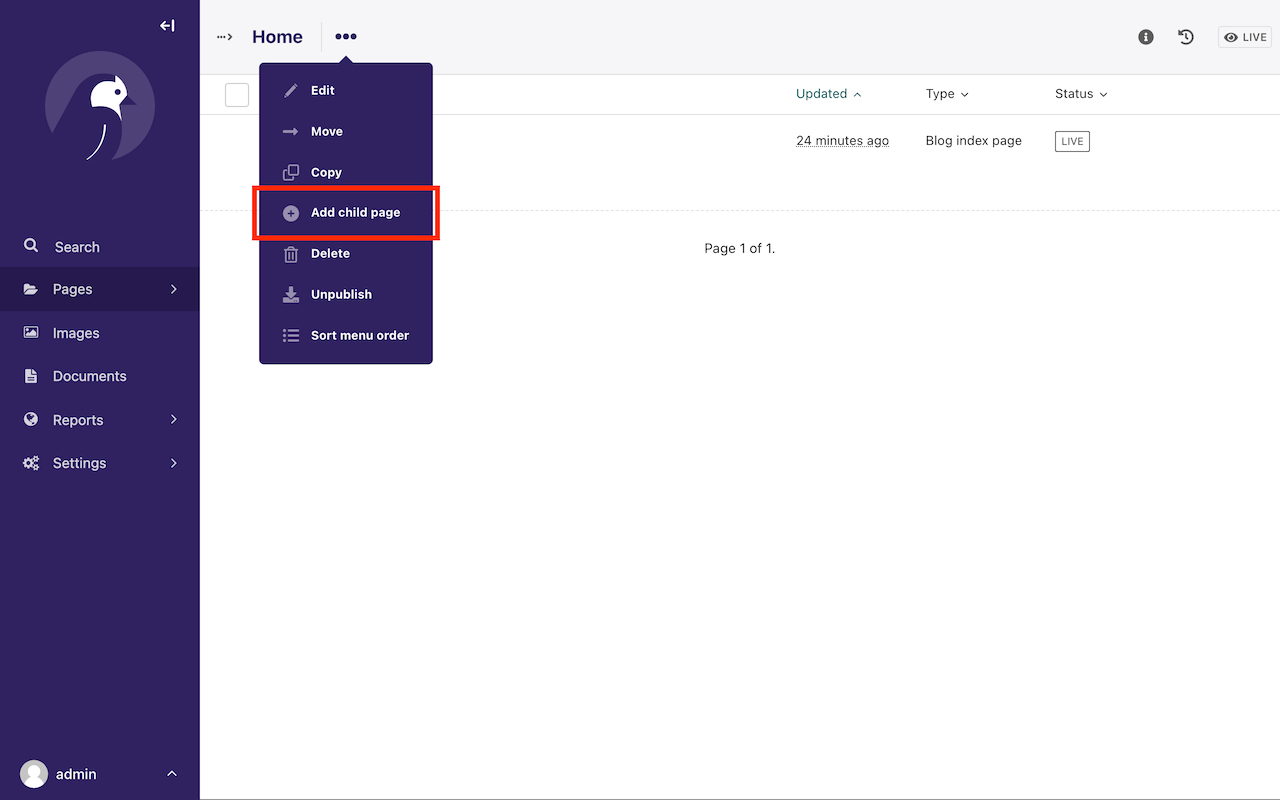 Home
LIVE
Edit
Updated
Type
Status
Move
24 minutes ago
Blog index page
LIVE
Copy
Add child page
Delete
Unpublish
Sort menu order
Page 1 of 1.
Search
Pages
Images
Documents
Reports
Settings
admin